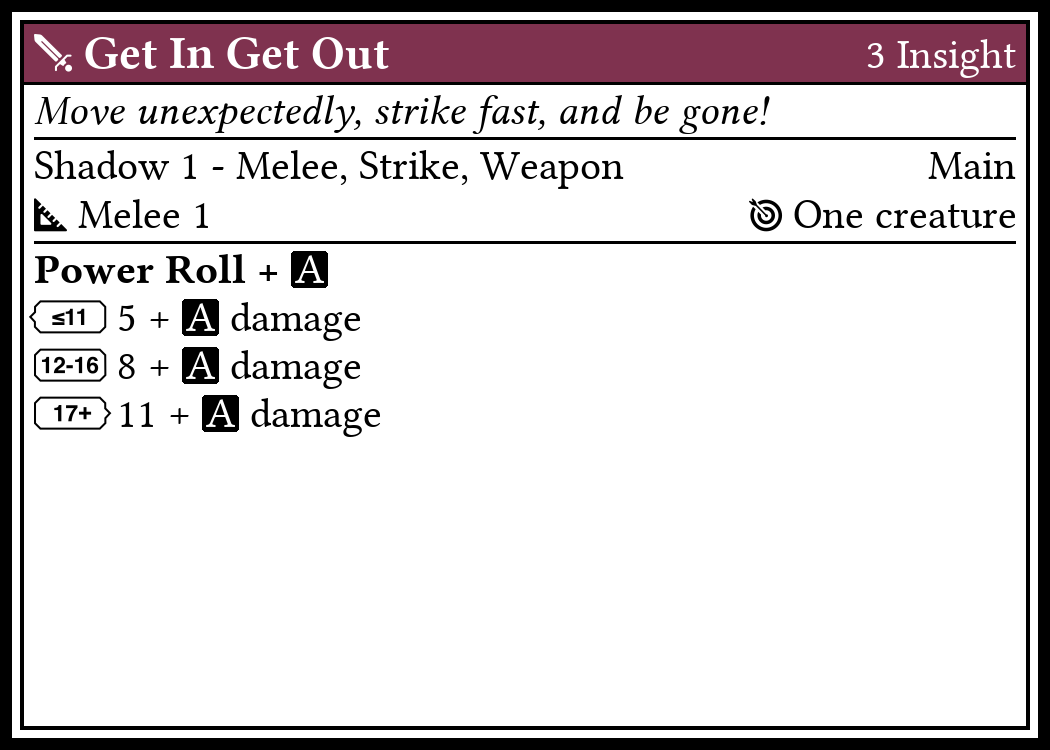 Get In Get Out 3 Insight
Move unexpectedly, strike fast, and be gone!
Shadow 1 - Melee, Strike, Weapon Main
Melee 1 One creature
Power Roll + A
≤11 5 + A damage
12-16 8 + A damage
17+ 11 + A damage